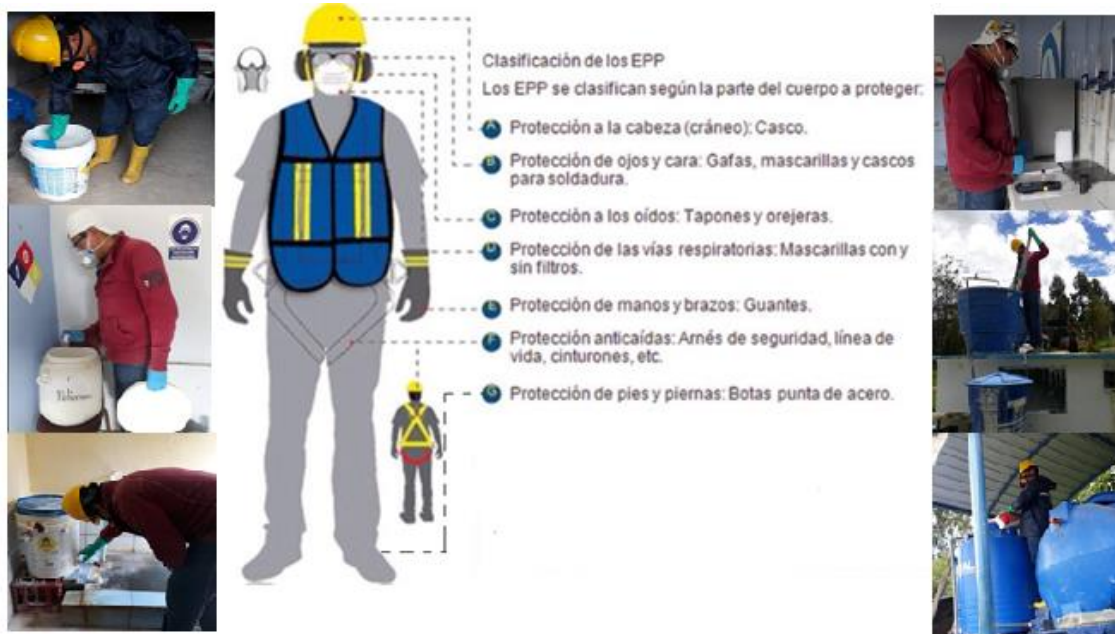 Clasificación de los EPP
Los EPP se clasifican según la parte del cuerpo a proteger:
A Protección a la cabeza (cráneo): Casco.
B Protección de ojos y cara: Gafas, mascarillas y cascos
para soldadura.
C Protección a los oídos: Tapones y orejeras.
D Protección de las vías respiratorias: Mascarillas con y
sin filtros.
E Protección de manos y brazos: Guantes.
F Protección anticaídas: Arnés de seguridad, línea de
vida, cinturones, etc.
G Protección de pies y piernas: Botas punta de acero.